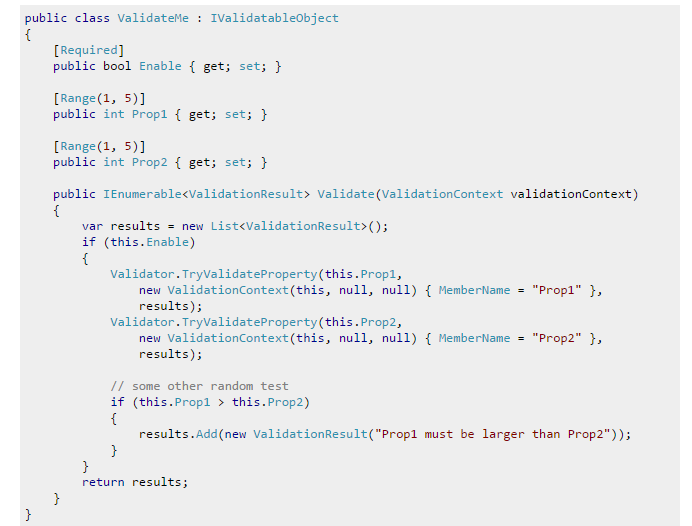 public class ValidateMe : IValidatableObject
{
    [Required]
    public bool Enable { get; set; }

    [Range(1, 5)]
    public int Prop1 { get; set; }

    [Range(1, 5)]
    public int Prop2 { get; set; }

    public IEnumerable<ValidationResult> Validate(ValidationContext validationContext)
    {
        var results = new List<ValidationResult>();
        if (this.Enable)
        {
            Validator.TryValidateProperty(this.Prop1,
                new ValidationContext(this, null, null) { MemberName = "Prop1" },
                results);
            Validator.TryValidateProperty(this.Prop2,
                new ValidationContext(this, null, null) { MemberName = "Prop2" },
                results);

            // some other random test
            if (this.Prop1 > this.Prop2)
            {
                results.Add(new ValidationResult("Prop1 must be larger than Prop2"));
            }
        }
        return results;
    }
}